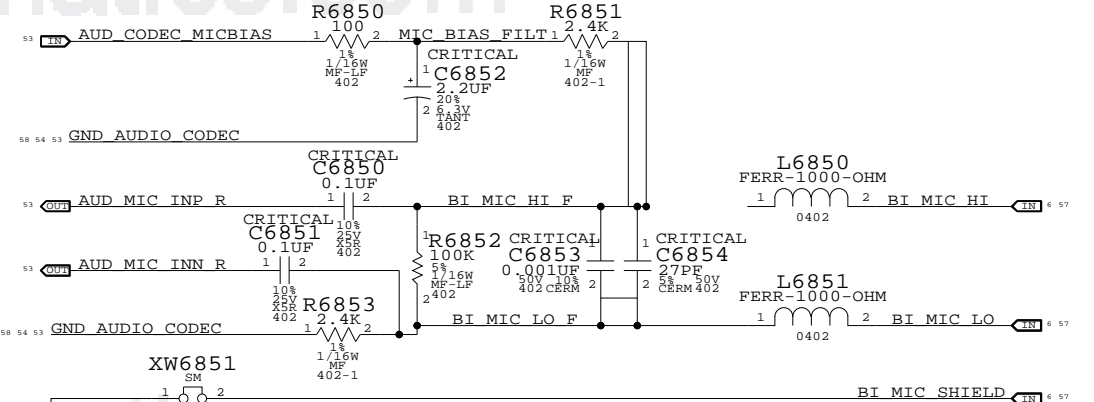 R6850
100
R6851
2.4K
53 IN AUD_CODEC_MICBIAS 1 2 MIC_BIAS_FILT 1 2
1%
1/16W
MF-LF
402
CRITICAL
1 C6852
+
2.2UF
20%
2 6.3V
TANT
402
1%
1/16W
MF
402-1
58 54 53 GND_AUDIO_CODEC
CRITICAL
C6850
0.1UF
L6850
FERR-1000-OHM
53 OUT AUD_MIC_INP_R 1 2 BI_MIC_HI_F 1 2 BI_MIC_HI IN 6 57
0402
10%
25V
X5R
402
CRITICAL
C6851
0.1UF
53 OUT AUD_MIC_INN_R 1 2
10%
25V
X5R
402
1
R6852
100K
5%
1/16W
MF-LF
2 402
CRITICAL
1
C6853
0.001UF
50V 10%
402 CERM 2
1 CRITICAL
C6854
27PF
5% 50V
2 CERM 402
L6851
FERR-1000-OHM
R6853
2.4K
58 54 53 GND_AUDIO_CODEC 1 2
1%
1/16W
MF
402-1
BI_MIC_LO_F 1 2 BI_MIC_LO IN 6 57
0402
XW6851
SM
1 2
BI_MIC_SHIELD IN 6 57